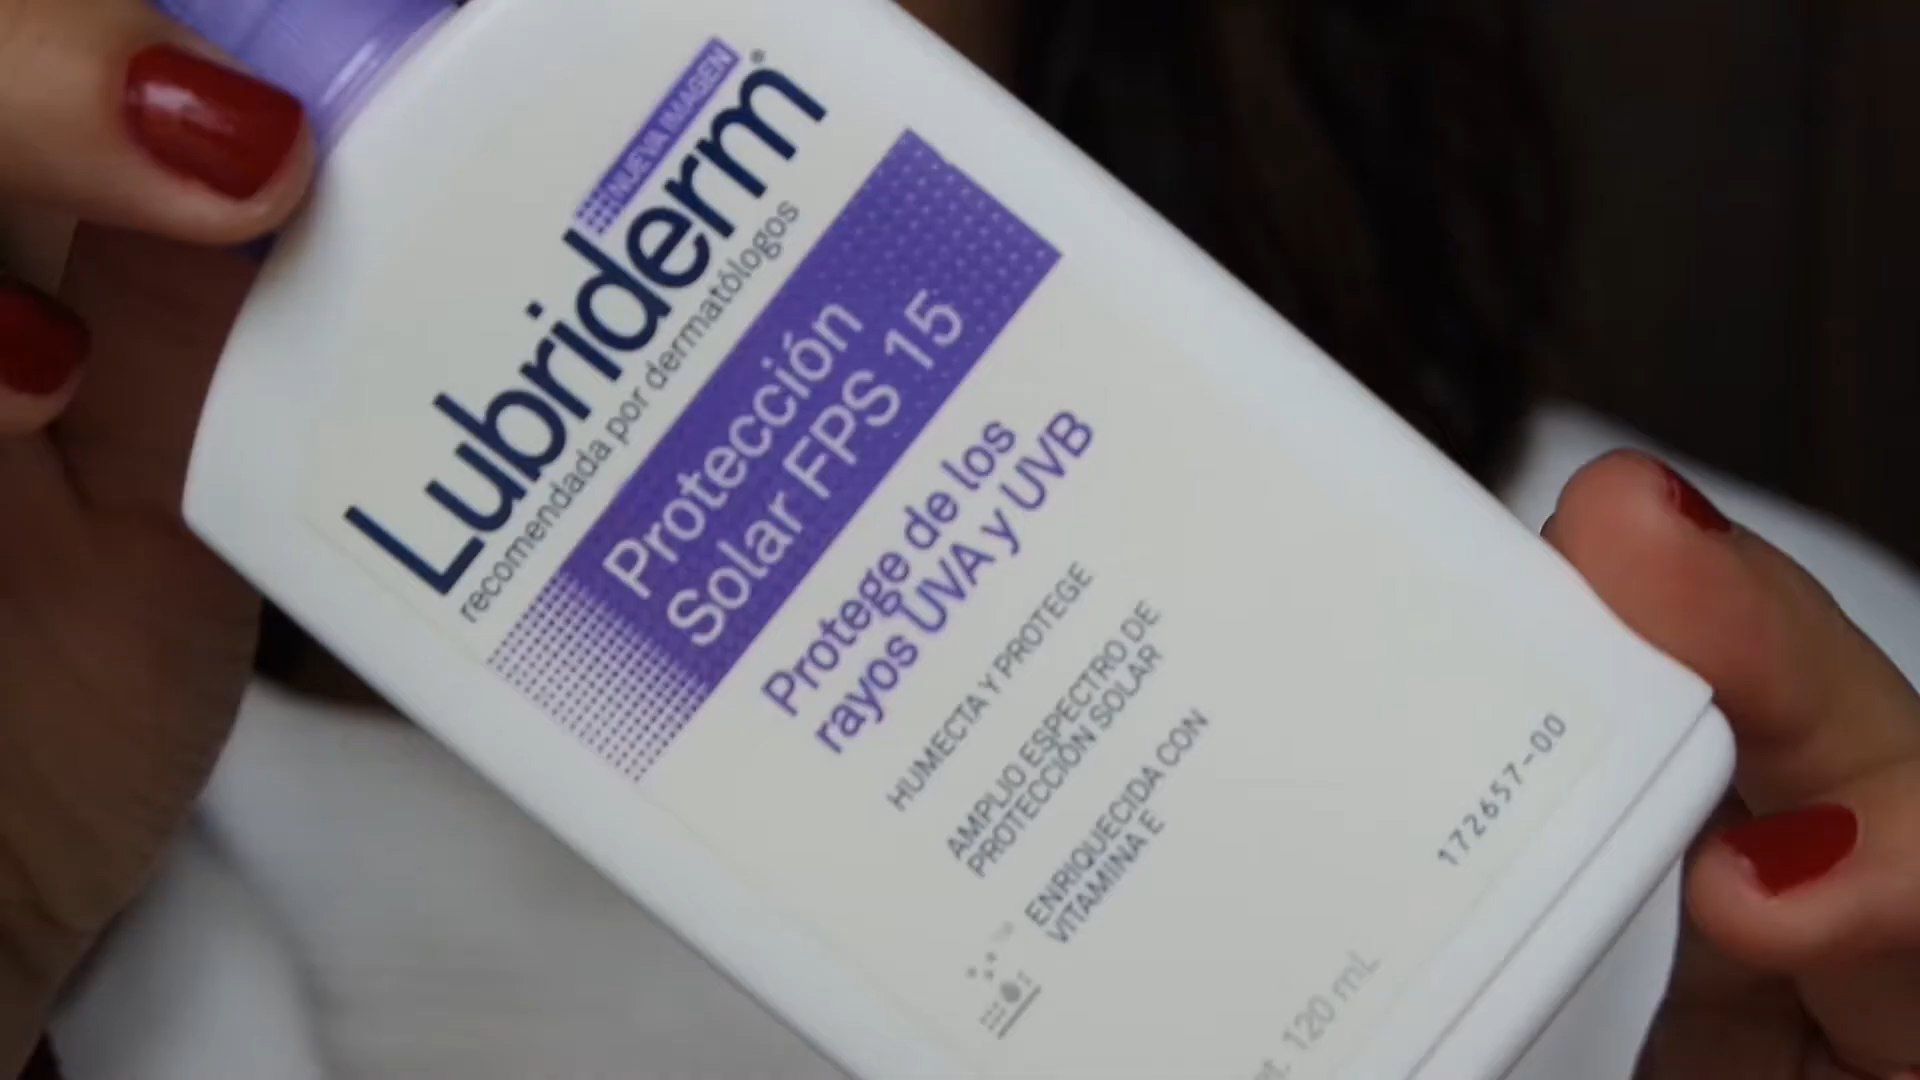 NUEVA IMAGEN
Lubriderm®
recomendada por dermatólogos
Protección
Solar FPS 15
Protege de los
rayos UVA y UVB
HUMECTA Y PROTEGE
AMPLIO ESPECTRO DE
PROTECCIÓN SOLAR
ENRIQUECIDA CON
VITAMINA E
172657-00
120 mL